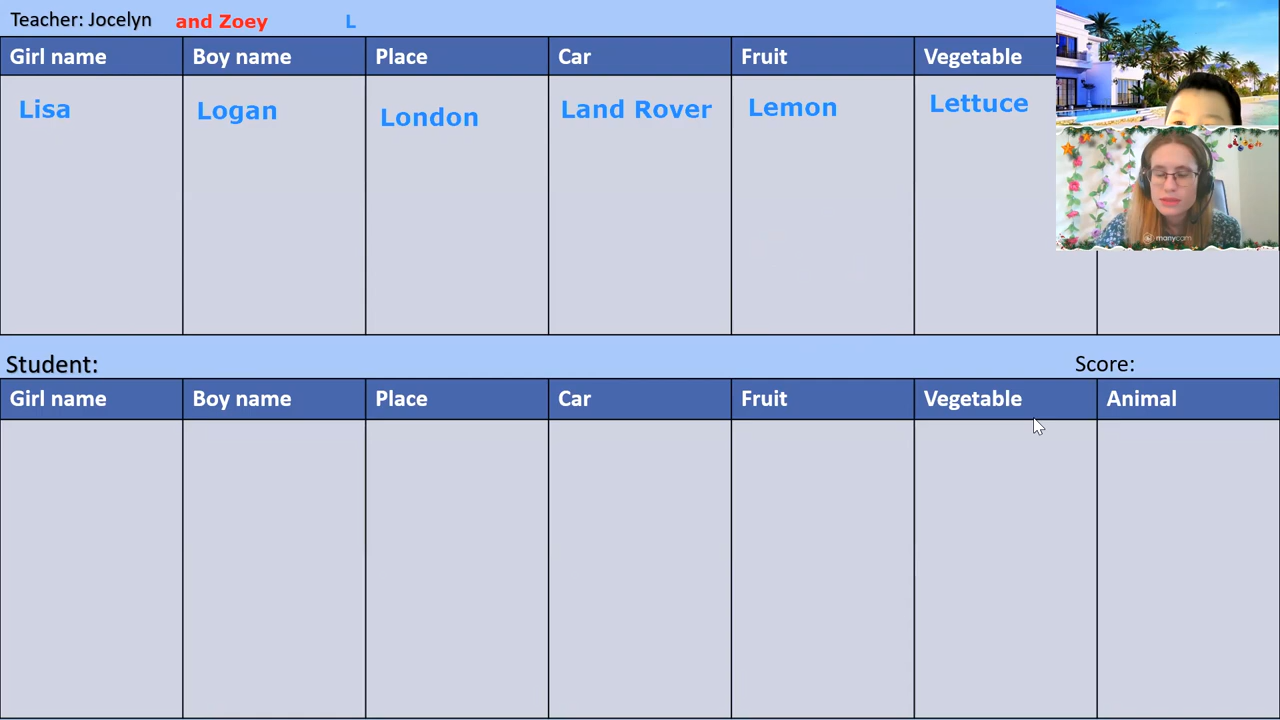 Teacher: Jocelyn and Zoey L
Girl name Boy name Place Car Fruit Vegetable
Lisa Logan London Land Rover Lemon Lettuce
manycam
Student: Score:
Girl name Boy name Place Car Fruit Vegetable Animal